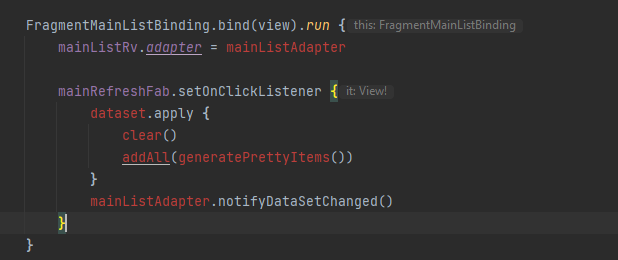 FragmentMainListBinding.bind(view).run { this: FragmentMainListBinding
mainListRv.adapter = mainListAdapter
mainRefreshFab.setOnClickListener { it: View!
dataset.apply {
clear()
addAll(generatePrettyItems())
}
mainListAdapter.notifyDataSetChanged()
}
}